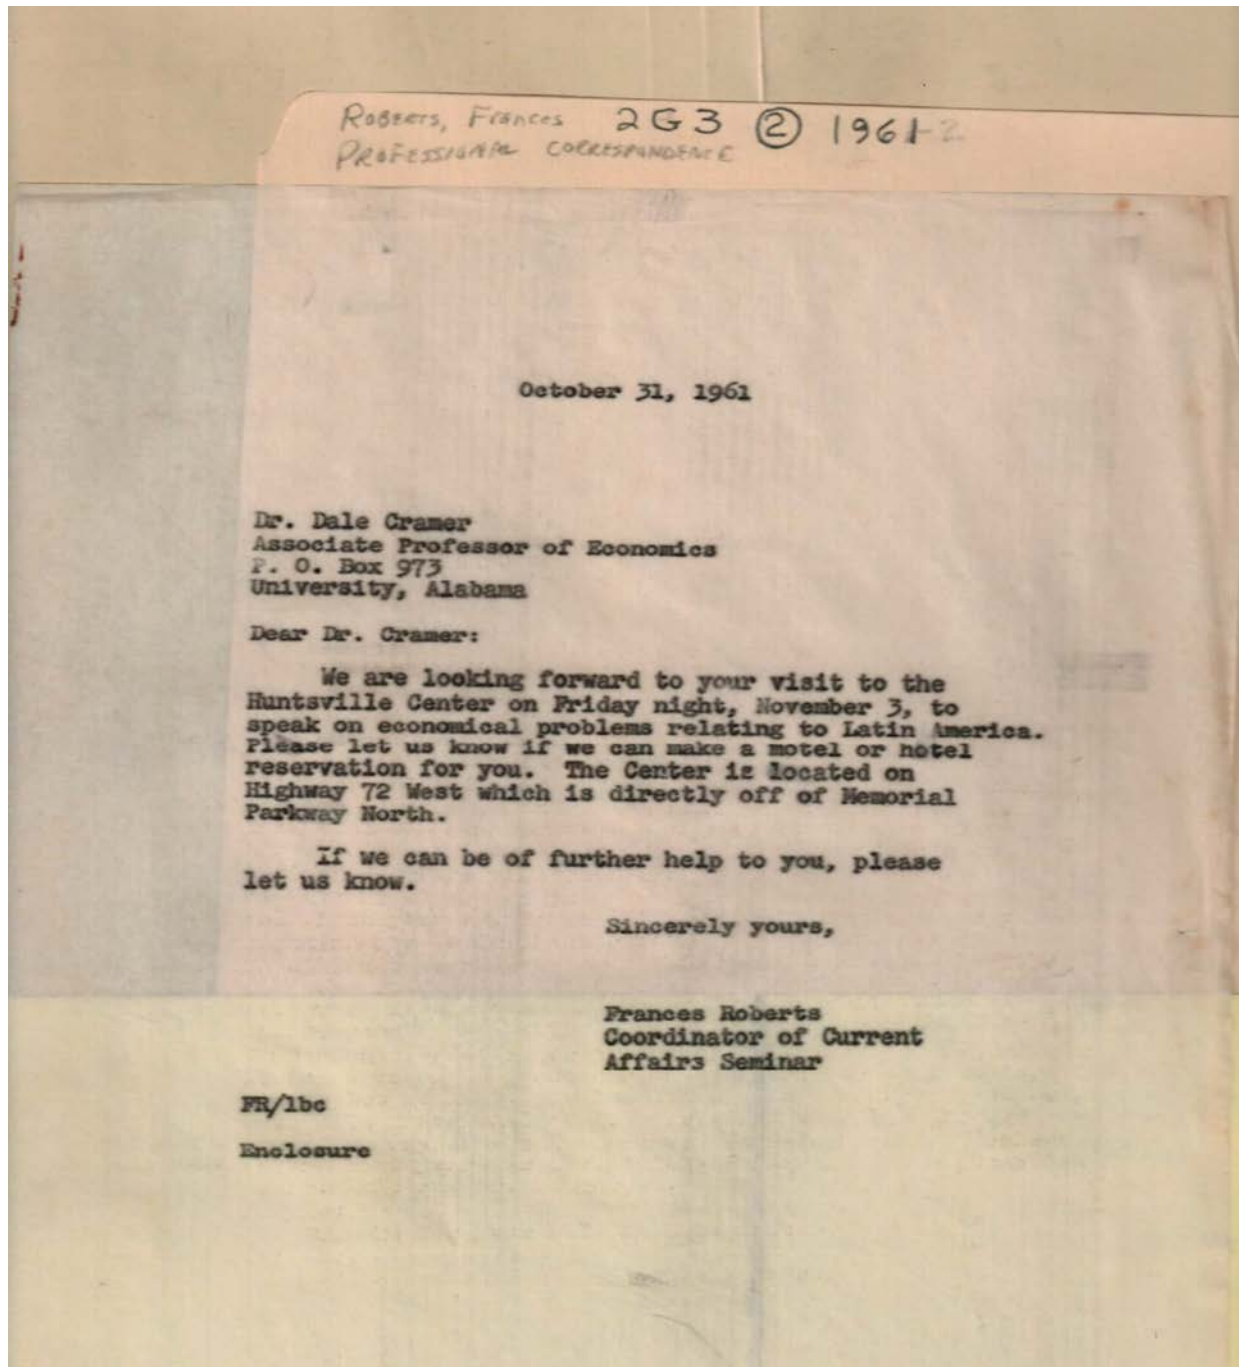 Roberts, Frances 2G3 ② 1961-2
PROFESSIONAL CORRESPONDENCE
October 31, 1961
Dr. Dale Cramer
Associate Professor of Economics
P. O. Box 973
University, Alabama
Dear Dr. Cramer:
We are looking forward to your visit to the
Huntsville Center on Friday night, November 3, to
speak on economical problems relating to Latin America.
Please let us know if we can make a motel or hotel
reservation for you. The Center is located on
Highway 72 West which is directly off of Memorial
Parkway North.
If we can be of further help to you, please
let us know.
Sincerely yours,
Frances Roberts
Coordinator of Current
Affairs Seminar
FR/lbc
Enclosure